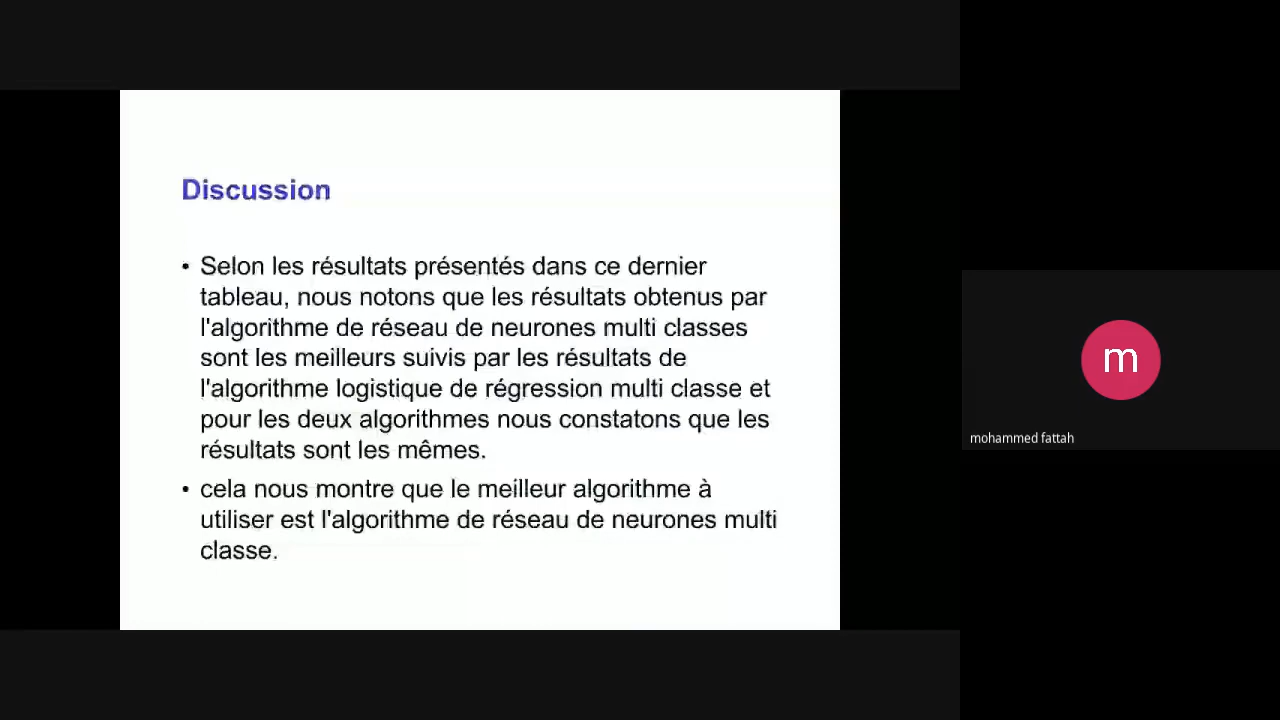 Discussion
• Selon les résultats présentés dans ce dernier
tableau, nous notons que les résultats obtenus par
l'algorithme de réseau de neurones multi classes
sont les meilleurs suivis par les résultats de
l'algorithme logistique de régression multi classe et
pour les deux algorithmes nous constatons que les
résultats sont les mêmes.
• cela nous montre que le meilleur algorithme à
utiliser est l'algorithme de réseau de neurones multi
classe.
m
mohammed fattah